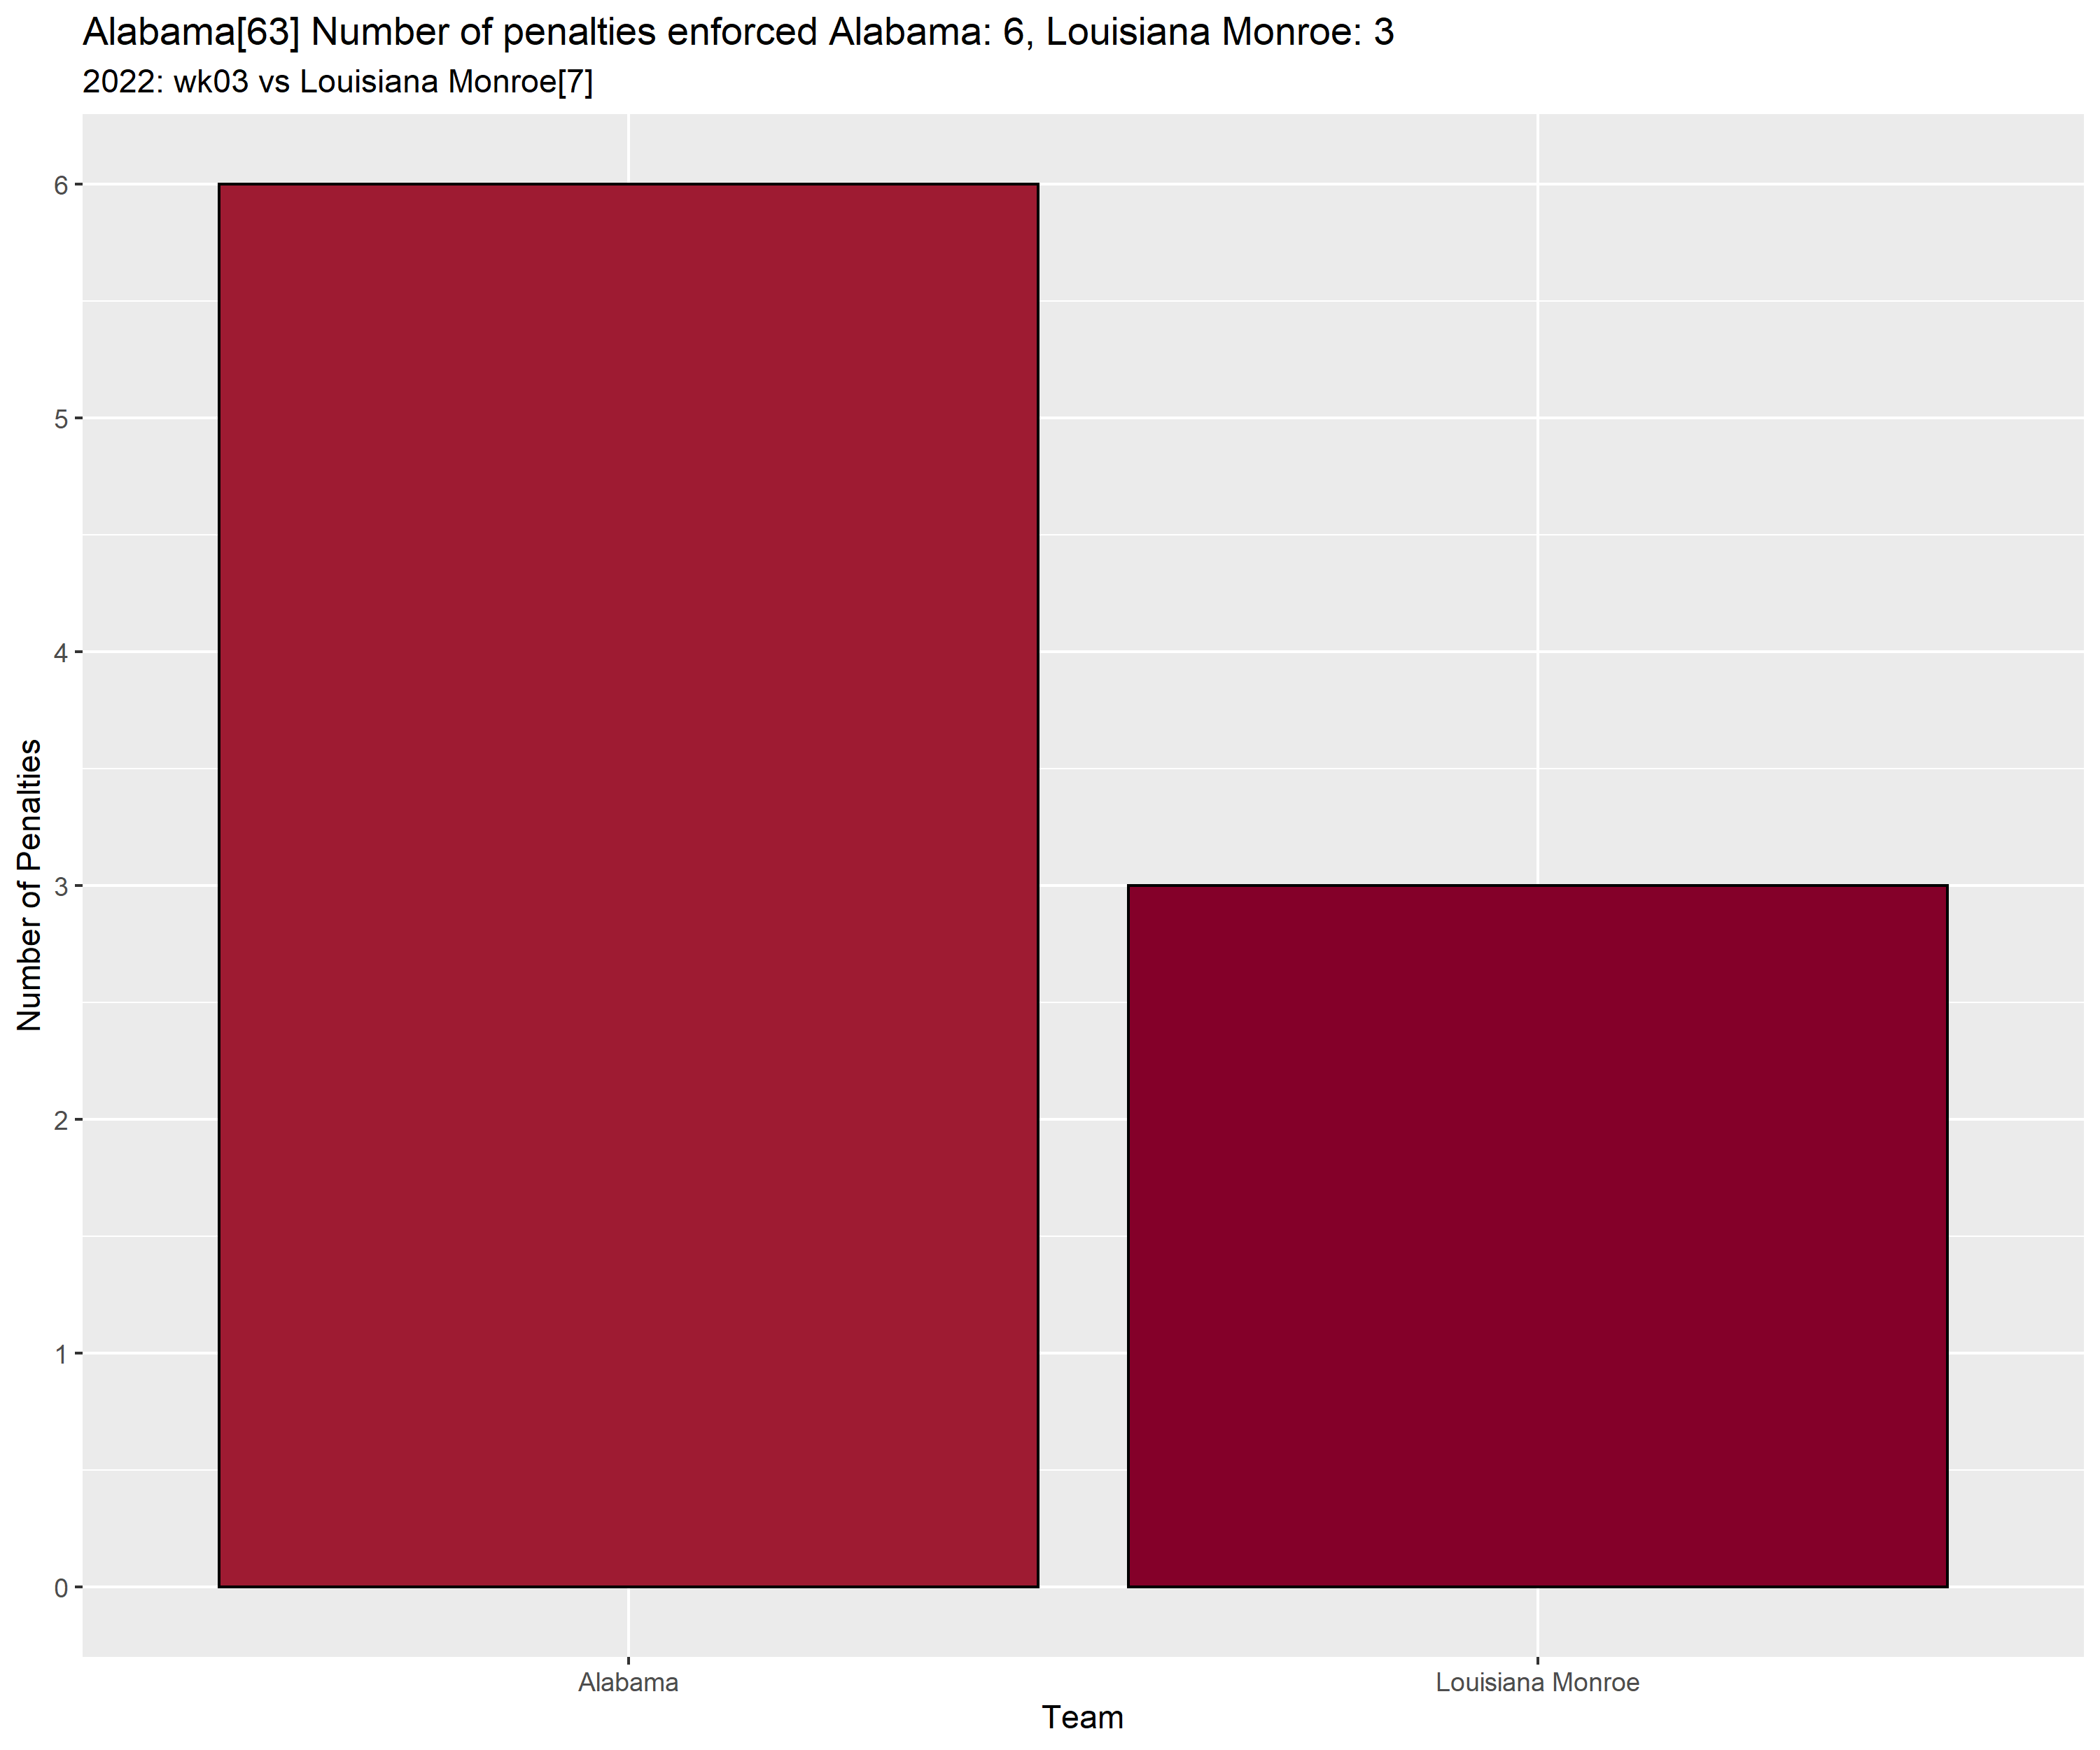 Alabama[63] Number of penalties enforced Alabama: 6, Louisiana Monroe: 3
2022: wk03 vs Louisiana Monroe[7]
Number of Penalties
6
5
4
3
2
1
0
Alabama
Louisiana Monroe
Team